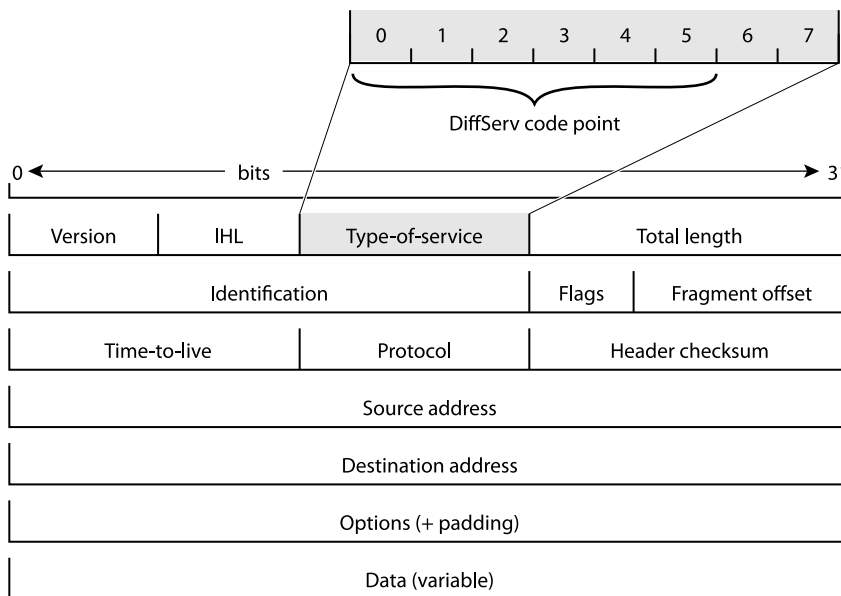 0 1 2 3 4 5 6 7
DiffServ code point
0 bits 31
Version IHL Type-of-service Total length
Identification Flags Fragment offset
Time-to-live Protocol Header checksum
Source address
Destination address
Options (+ padding)
Data (variable)